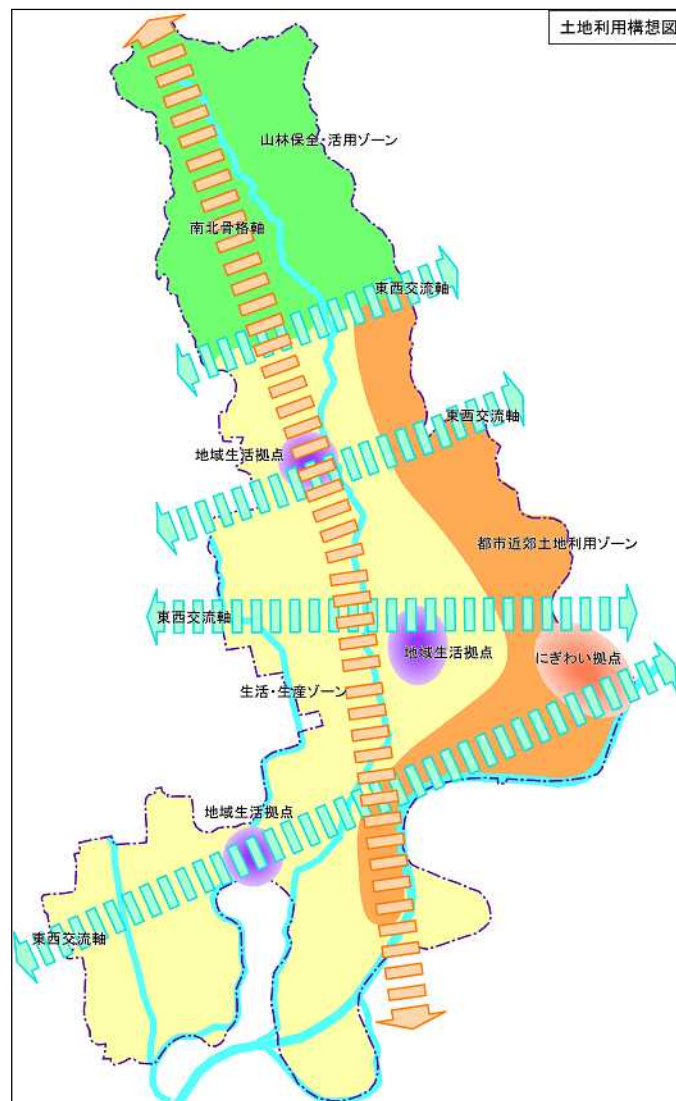 土地利用構想図
山林保全・活用ゾーン
南北骨格軸
東西交流軸
東西交流軸
地域生活拠点
都市近郊土地利用ゾーン
東西交流軸
地域生活拠点
にぎわい拠点
生活・生産ゾーン
地域生活拠点
東西交流軸